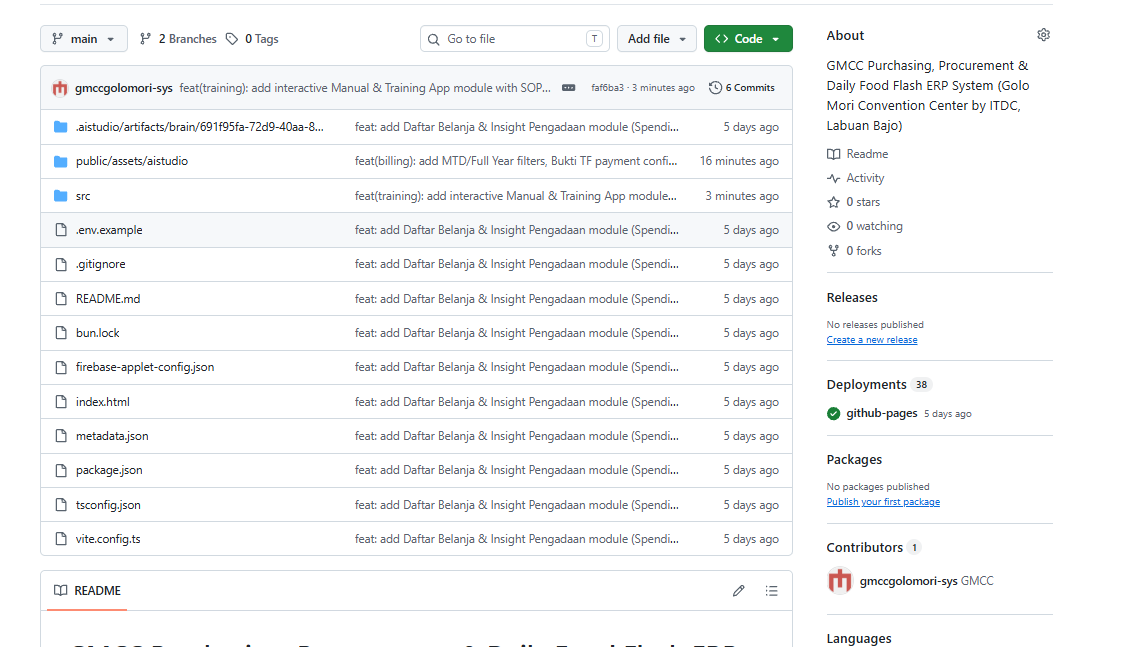 main
2 Branches
0 Tags
Go to file
T
Add file
Code
gmccgolomori-sys feat(training): add interactive Manual & Training App module with SOP... faf6ba3 · 3 minutes ago 6 Commits
.aistudio/artifacts/brain/691f95fa-72d9-40aa-8... feat: add Daftar Belanja & Insight Pengadaan module (Spendi... 5 days ago
public/assets/aistudio feat(billing): add MTD/Full Year filters, Bukti TF payment confi... 16 minutes ago
src feat(training): add interactive Manual & Training App module... 3 minutes ago
.env.example feat: add Daftar Belanja & Insight Pengadaan module (Spendi... 5 days ago
.gitignore feat: add Daftar Belanja & Insight Pengadaan module (Spendi... 5 days ago
README.md feat: add Daftar Belanja & Insight Pengadaan module (Spendi... 5 days ago
bun.lock feat: add Daftar Belanja & Insight Pengadaan module (Spendi... 5 days ago
firebase-applet-config.json feat: add Daftar Belanja & Insight Pengadaan module (Spendi... 5 days ago
index.html feat: add Daftar Belanja & Insight Pengadaan module (Spendi... 5 days ago
metadata.json feat: add Daftar Belanja & Insight Pengadaan module (Spendi... 5 days ago
package.json feat: add Daftar Belanja & Insight Pengadaan module (Spendi... 5 days ago
tsconfig.json feat: add Daftar Belanja & Insight Pengadaan module (Spendi... 5 days ago
vite.config.ts feat: add Daftar Belanja & Insight Pengadaan module (Spendi... 5 days ago
README
About
GMCC Purchasing, Procurement &
Daily Food Flash ERP System (Golo
Mori Convention Center by ITDC,
Labuan Bajo)
Readme
Activity
0 stars
0 watching
0 forks
Releases
No releases published
Create a new release
Deployments 38
github-pages 5 days ago
Packages
No packages published
Publish your first package
Contributors 1
gmccgolomori-sys GMCC
Languages